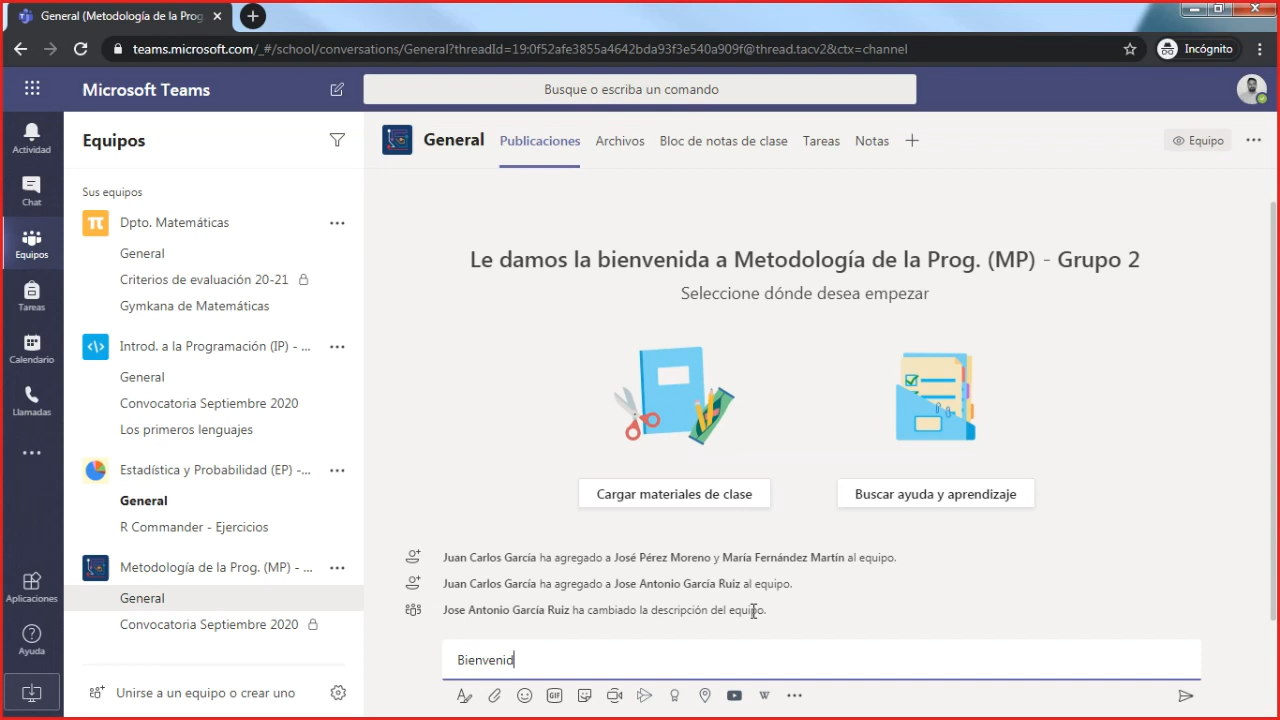 General (Metodología de la Prog
teams.microsoft.com/_#/school/conversations/General?threadId=19:0f52afe3855a4642bda93f3e540a909f@thread.tacv2&ctx=channel
Incógnito
Microsoft Teams
Busque o escriba un comando
Actividad
Chat
Equipos
Tareas
Calendario
Llamadas
Aplicaciones
Ayuda
Equipos
Sus equipos
Dpto. Matemáticas
General
Criterios de evaluación 20-21
Gymkana de Matemáticas
Introd. a la Programación (IP) - ...
General
Convocatoria Septiembre 2020
Los primeros lenguajes
Estadística y Probabilidad (EP) -...
General
R Commander - Ejercicios
Metodología de la Prog. (MP) - ...
General
Convocatoria Septiembre 2020
Unirse a un equipo o crear uno
General Publicaciones Archivos Bloc de notas de clase Tareas Notas
Equipo
Le damos la bienvenida a Metodología de la Prog. (MP) - Grupo 2
Seleccione dónde desea empezar
Cargar materiales de clase
Buscar ayuda y aprendizaje
Juan Carlos García ha agregado a José Pérez Moreno y María Fernández Martín al equipo.
Juan Carlos García ha agregado a Jose Antonio García Ruiz al equipo.
Jose Antonio García Ruiz ha cambiado la descripción del equipo.
Bienvenid
GIF